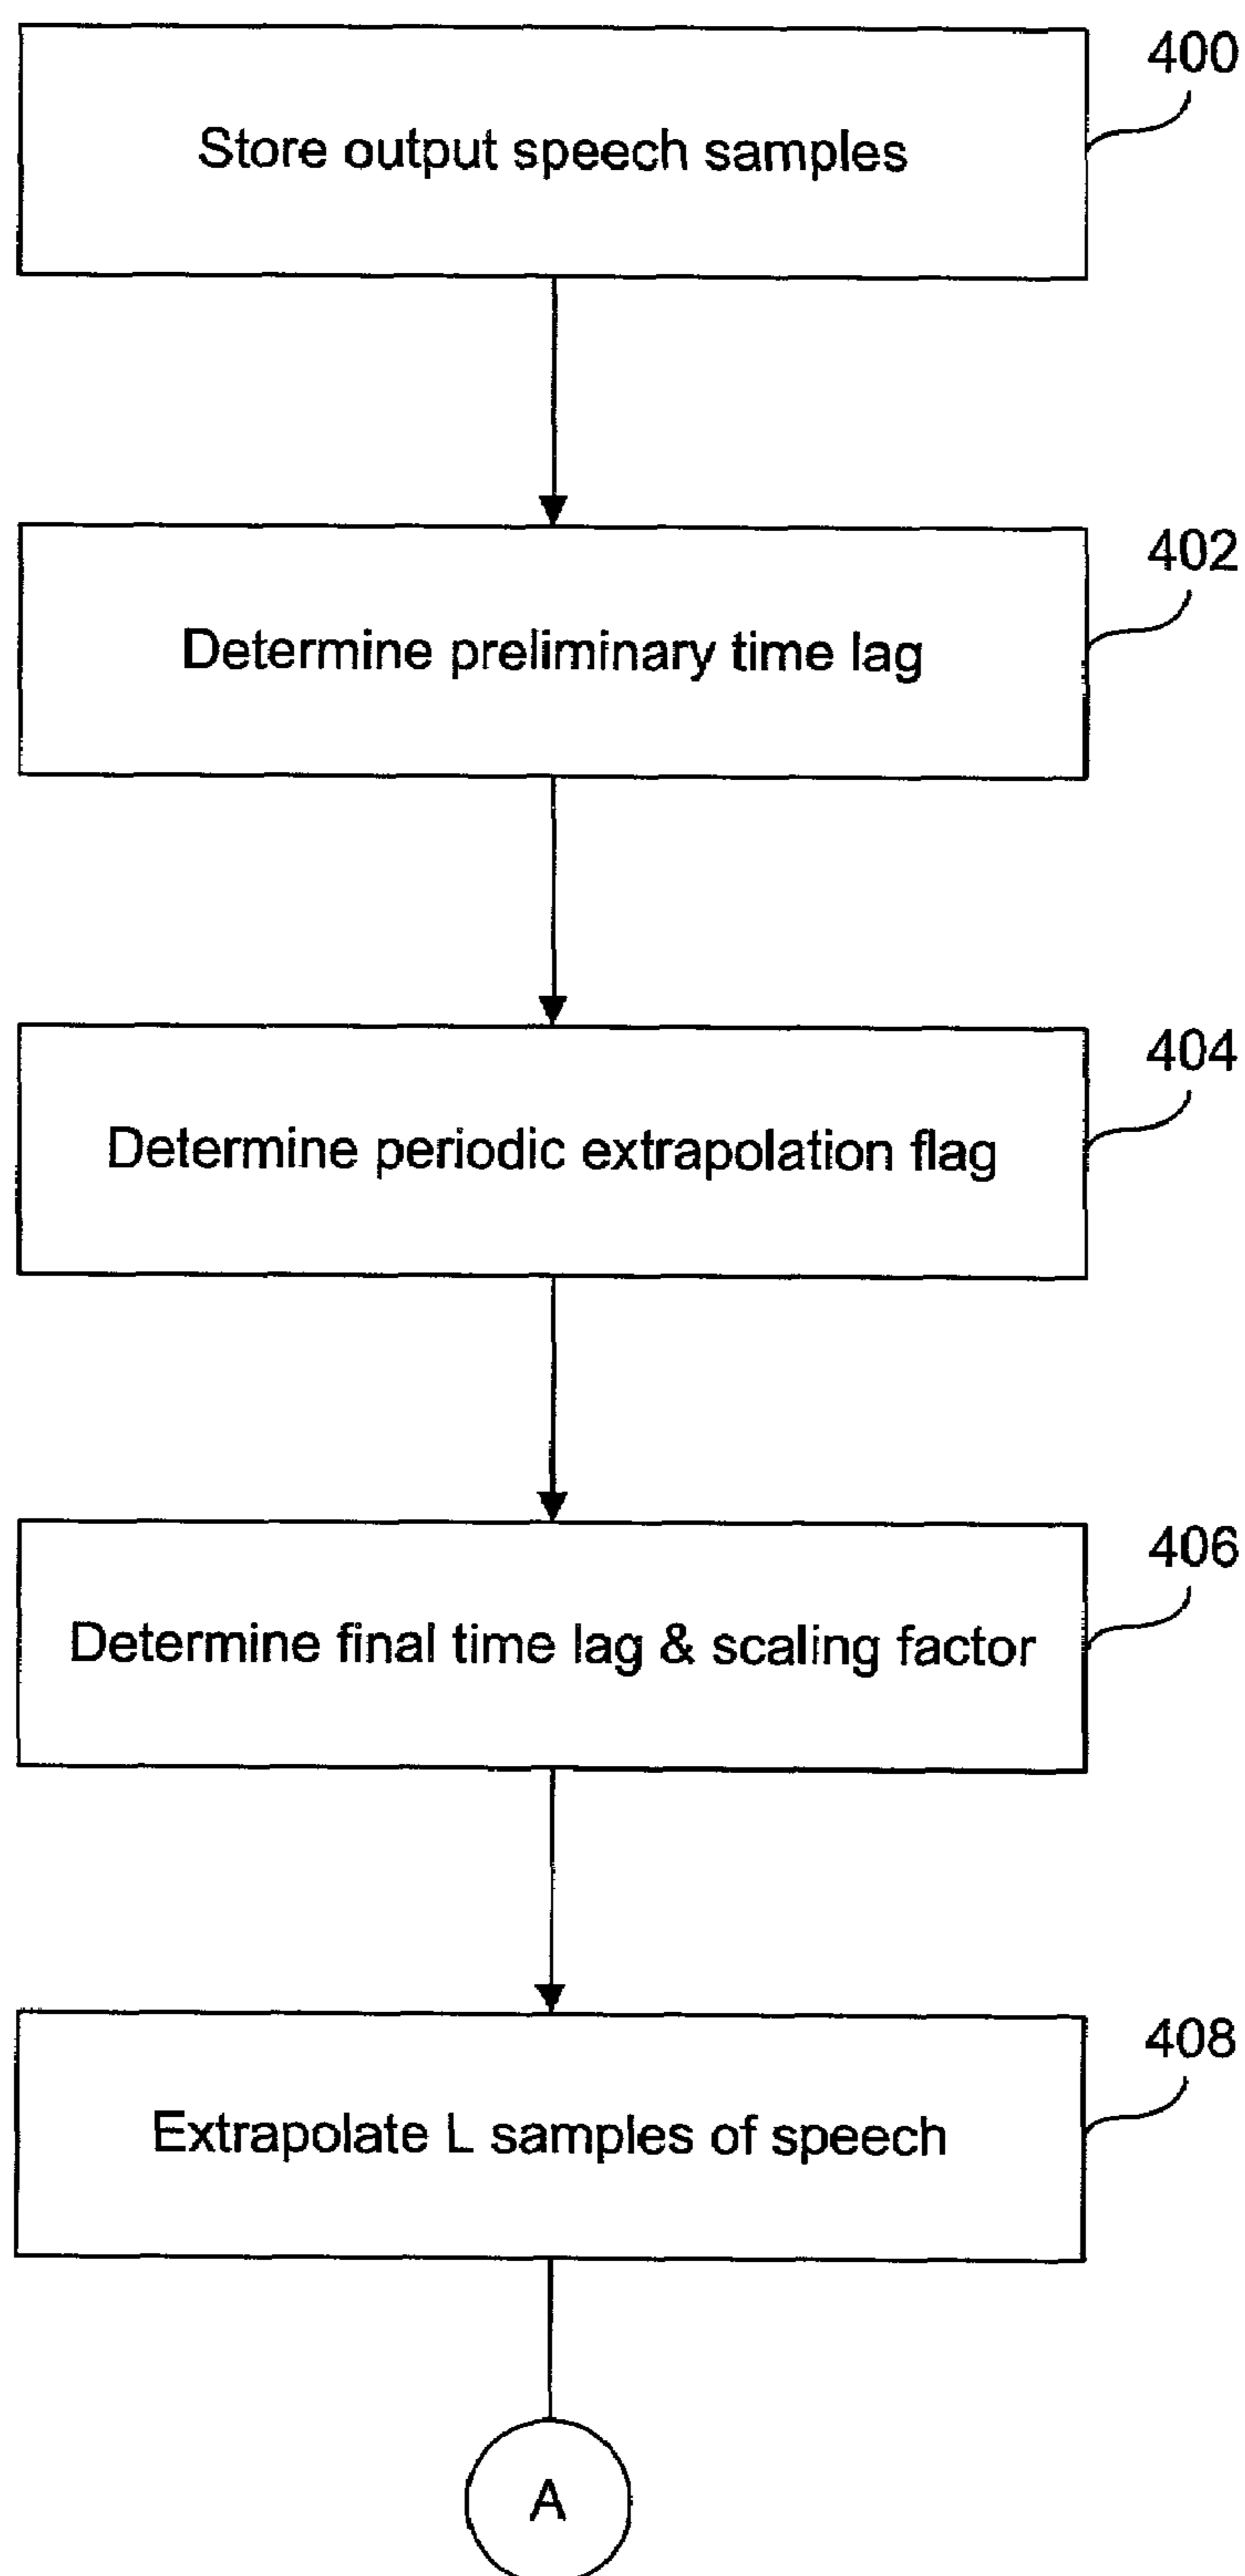 400
Store output speech samples
402
Determine preliminary time lag
404
Determine periodic extrapolation flag
406
Determine final time lag & scaling factor
408
Extrapolate L samples of speech
A